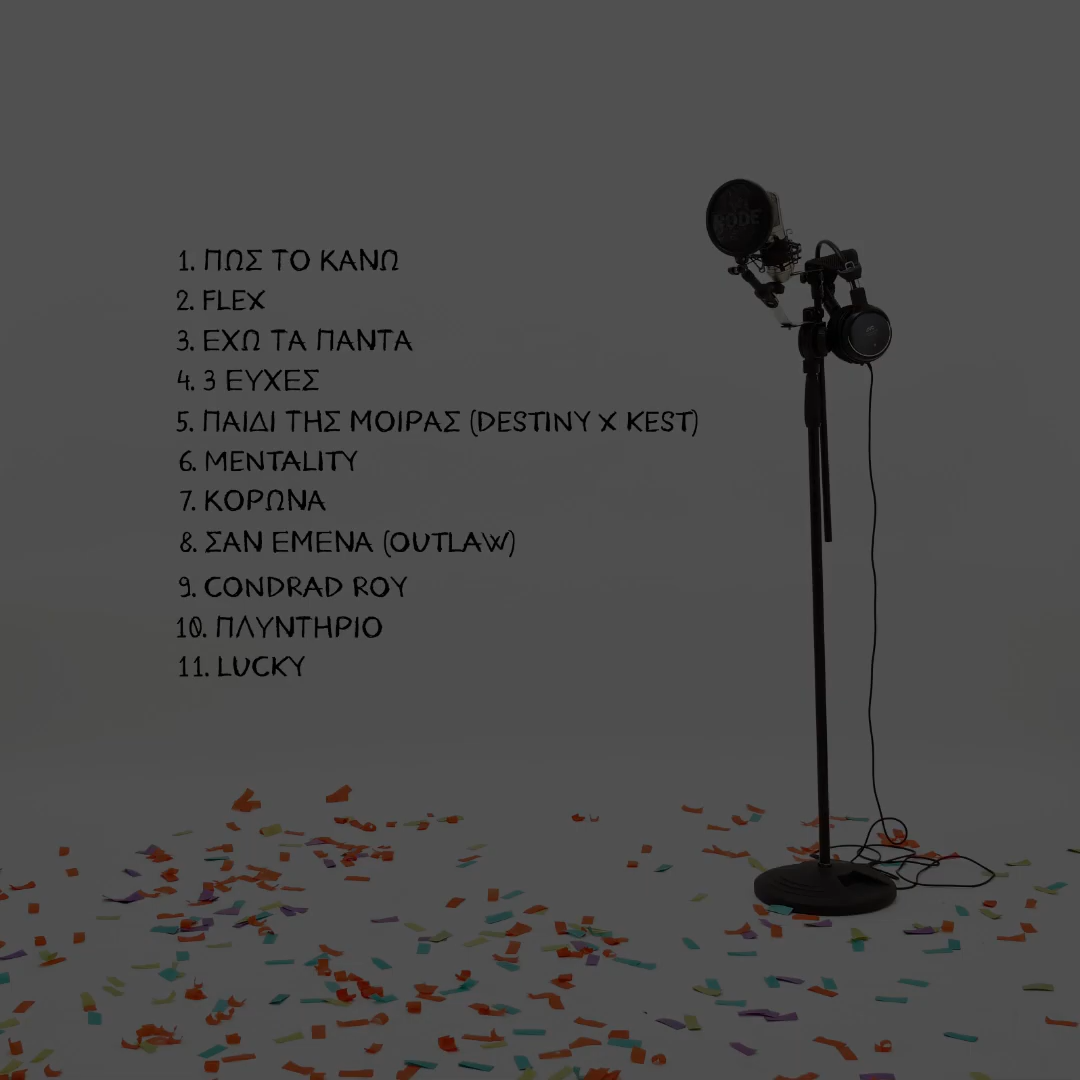 RODE
1. ΠΩΣ ΤΟ ΚΑΝΩ
2. FLEX
3. ΕΧΩ ΤΑ ΠΑΝΤΑ
4. 3 ΕΥΧΕΣ
5. ΠΑΙΔΙ ΤΗΣ ΜΟΙΡΑΣ (DESTINY X KEST)
6. MENTALITY
7. ΚΟΡΩΝΑ
8. ΣΑΝ ΕΜΕΝΑ (OUTLAW)
9. CONDRAD ROY
10. ΠΛΥΝΤΗΡΙΟ
11. LUCKY